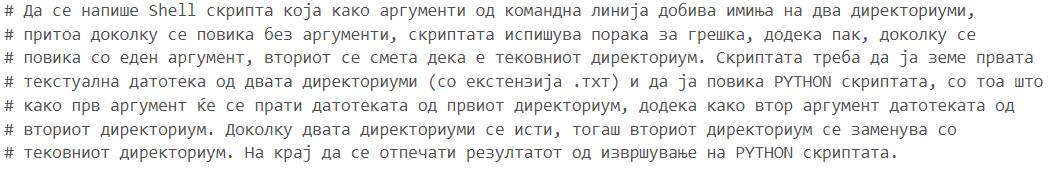 # Да се напише Shell скрипта која како аргументи од командна линија добива имиња на два директориуми,
# притоа доколку се повика без аргументи, скриптата испишува порака за грешка, додека пак, доколку се
# повика со еден аргумент, вториот се смета дека е тековниот директориум. Скриптата треба да ја земе првата
# текстуална датотека од двата директориуми (со екстензија .тхт) и да ја повика PYTHON скриптата, со тоа што
# како прв аргумент ќе се прати датотеката од првиот директориум, додека како втор аргумент датотеката од
# вториот директориум. Доколку двата директориуми се исти, тогаш вториот директориум се заменува со
# тековниот директориум. На крај да се отпечати резултатот од извршување на PYTHON скриптата.